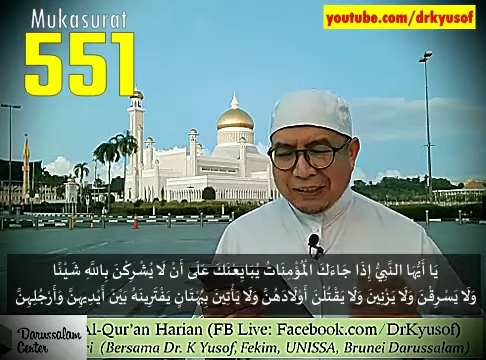 Mukasurat
551
youtube.com/drkyusof
يَا أَيُّهَا النَّبِيُّ إِذَا جَاءَكَ الْمُؤْمِنَاتُ يُبَايِعْنَكَ عَلَى أَنْ لَا يُشْرِكْنَ بِاللَّهِ شَيْئًا
وَلَا يَسْرِقْنَ وَلَا يَزْنِينَ وَلَا يَقْتُلْنَ أَوْلَادَهُنَّ وَلَا يَأْتِينَ بِبُهْتَانٍ يَفْتَرِينَهُ بَيْنَ أَيْدِيهِنَّ وَأَرْجُلِهِنَّ
Al-Qur'an Harian (FB Live: Facebook.com/DrKyusof)
(Bersama Dr. K Yusof, Fekim, UNISSA, Brunei Darussalam)
Darussalam
Center